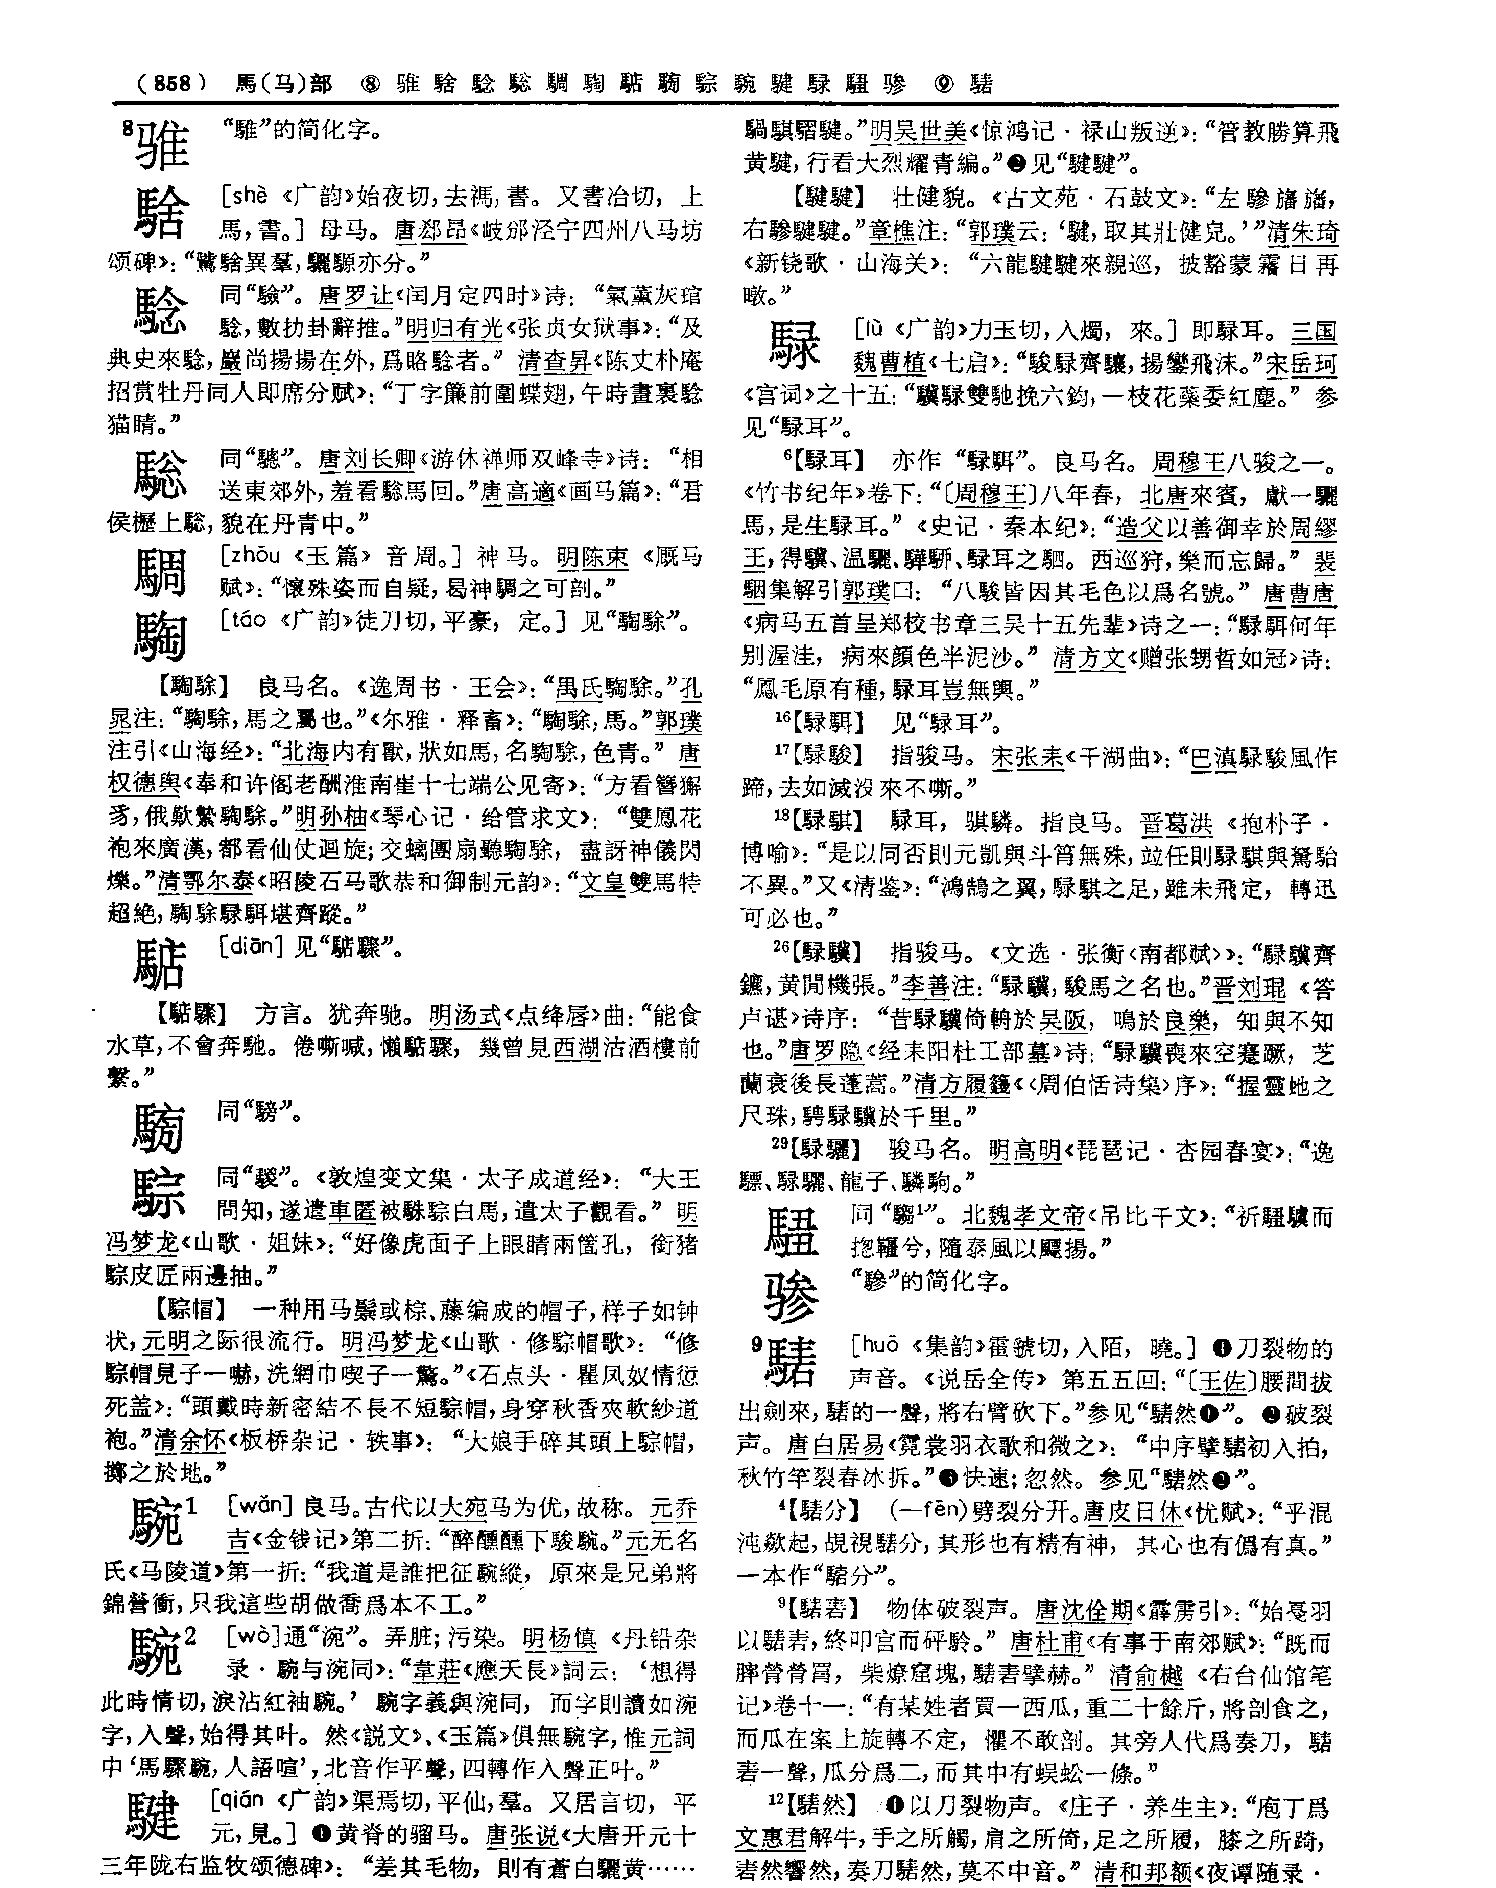 (858) 馬(马)部 ⑧ 骓 騇 騐 騘 騆 騊 𩤄 騎 騌 騕 騝 騄 䮗 骖 ⑨ 騞
8骓 “騅”的简化字。
騇 [shè《广韵》始夜切,去禡,書。又書冶切,上
馬,書。] 母马。唐郄昂《岐邠泾宁四州八马坊
颂碑》:“騭騇異羣,驪騵亦分。”
騐 同“驗”。唐罗让《闰月定四时》诗:“氣薰灰琯
騐,數扐卦辭推。”明归有光《张贞女狱事》:“及
典史來騐,巖尚揚揚在外,爲賂騐者。”清查昇《陈丈朴庵
招赏牡丹同人即席分赋》:“丁字簾前圍蝶翅,午時畫裏騐
猫睛。”
騘 同“驄”。唐刘长卿《游休禅师双峰寺》诗:“相
送東郊外,羞看騘馬回。”唐高適《画马篇》:“君
侯櫪上騘,貌在丹青中。”
騆 [zhōu《玉篇》音周。] 神马。明陈束《厩马
赋》:“懷殊姿而自疑,曷神騆之可剖。”
騊 [táo《广韵》徒刀切,平豪,定。] 见“騊駼”。
【騊駼】 良马名。《逸周书·王会》:“禺氏騊駼。”孔
晁注:“騊駼,馬之屬也。”《尔雅·释畜》:“騊駼,馬。”郭璞
注引《山海经》:“北海内有獸,狀如馬,名騊駼,色青。”唐
权德舆《奉和许阁老酬淮南崔十七端公见寄》:“方看簪獬
豸,俄歎縶騊駼。”明孙柚《琴心记·给管求文》:“雙鳳花
袍來廣漢,都看仙仗迴旋;交螭團扇聽騊駼,盡訝神儀閃
爍。”清鄂尔泰《昭陵石马歌恭和御制元韵》:“文皇雙馬特
超絶,騊駼騄駬堪齊蹤。”
[diān] 见“驟”。
【驟】 方言。犹奔驰。明汤式《点绛唇》曲:“能食
水草,不會奔馳。倦嘶喊,懶驟,幾曾見西湖沽酒樓前
繫。”
同“騯”。
騌 同“騣”。《敦煌变文集·太子成道经》:“大王
問知,遂遣車匿被騌白馬,遣太子觀看。”明
冯梦龙《山歌·姐妹》:“好像虎面子上眼睛兩箇孔,銜猪
騌皮匠兩邊抽。”
【騌帽】 一种用马鬃或棕、藤编成的帽子,样子如钟
状,元明之际很流行。明冯梦龙《山歌·修騌帽歌》:“修
騌帽見子一嚇,洗網巾喫子一驚。”《石点头·瞿凤奴情愆
死盖》:“頭戴時新密結不長不短騌帽,身穿秋香夾軟紗道
袍。”清余怀《板桥杂记·轶事》:“大娘手碎其頭上騌帽,
擲之於地。”
䮘1 [wǎn] 良马。古代以大宛马为优,故称。元乔
吉《金钱记》第二折:“醉醺醺下駿䮘。”元无名
氏《马陵道》第一折:“我道是誰把征䮘縱,原來是兄弟將
錦營衝,只我這些胡做喬爲本不工。”
䮘2 [wò]通“涴”。弄脏;污染。明杨慎《丹铅杂
录·䮘与涴同》:“韋莊《應天長》詞云:‘想得
此時情切,淚沾紅袖䮘。’䮘字義與涴同,而字則讀如涴
字,入聲,始得其叶。然《說文》、《玉篇》俱無䮘字,惟元詞
中‘馬驟䮘,人語喧’,北音作平聲,四轉作入聲正叶。”
騝 [qián《广韵》渠焉切,平仙,羣。又居言切,平
元,見。] ❶黄脊的骝马。唐张说《大唐开元十
三年陇右监牧颂德碑》:“差其毛物,則有蒼白驪黄……
騧騏騽騝。”明吴世美《惊鸿记·禄山叛逆》:“管教勝算飛
黄騝,行看大烈耀青編。”❷见“騝騝”。
【騝騝】 壮健貌。《古文苑·石鼓文》:“左驂旛旛,
右驂騝騝。”章樵注:“郭璞云:‘騝,取其壯健皃。’”清朱琦
《新铙歌·山海关》:“六龍騝騝來親巡,披豁蒙霧日再
暾。”
騄 [lù《广韵》力玉切,入燭,來。] 即騄耳。三国
魏曹植《七启》:“駿騄齊驤,揚鑾飛沫。”宋岳珂
《宫词》之十五:“驥騄雙馳挽六鈞,一枝花蘂委紅塵。”参
见“騄耳”。
6【騄耳】 亦作“騄駬”。良马名。周穆王八骏之一。
《竹书纪年》卷下:“〔周穆王〕八年春,北唐來賓,獻一驪
馬,是生騄耳。”《史记·秦本纪》:“造父以善御幸於周繆
王,得驥、温驪、驊駵、騄耳之駟。西巡狩,樂而忘歸。”裴
駰集解引郭璞曰:“八駿皆因其毛色以爲名號。”唐曹唐
《病马五首呈郑校书章三吴十五先辈》诗之一:“騄駬何年
别渥洼,病來顔色半泥沙。”清方文《赠张甥哲如冠》诗:
“鳳毛原有種,騄耳豈無輿。”
16【騄駬】 见“騄耳”。
17【騄駿】 指骏马。宋张耒《于湖曲》:“巴滇騄駿風作
蹄,去如滅没來不嘶。”
18【騄騏】 騄耳,骐驎。指良马。晋葛洪《抱朴子·
博喻》:“是以同否則元凱與斗筲無殊,竝任則騄騏與駑駘
不異。”又《清鉴》:“鴻鵠之翼,騄騏之足,雖未飛定,轉迅
可必也。”
26【騄驥】 指骏马。《文选·张衡〈南都赋〉》:“騄驥齊
鑣,黄閒機張。”李善注:“騄驥,駿馬之名也。”晋刘琨《答
卢谌》诗序:“昔騄驥倚輈於吴阪,鳴於良樂,知與不知
也。”唐罗隐《经耒阳杜工部墓》诗:“騄驥喪來空蹇蹶,芝
蘭衰後長蓬蒿。”清方履籛《〈周伯恬诗集〉序》:“握靈虵之
尺珠,騁騄驥於千里。”
29【騄驪】 骏马名。明高明《琵琶记·杏园春宴》:“逸
驃、騄驪、龍子、驎駒。”
䮗 同“騶1”。北魏孝文帝《吊比干文》:“祈䮗驥而
揔轡兮,隨泰風以飇揚。”
骖 “驂”的简化字。
9騞 [huō《集韵》霍虢切,入陌,曉。] ❶刀裂物的
声音。《说岳全传》第五五回:“〔王佐〕腰間拔
出劍來,騞的一聲,將右臂砍下。”参见“騞然❶”。❷破裂
声。唐白居易《霓裳羽衣歌和微之》:“中序擘騞初入拍,
秋竹竿裂春冰拆。”❸快速;忽然。参见“騞然❷”。
4【騞分】 (—fēn)劈裂分开。唐皮日休《忧赋》:“乎混
沌欻起,覘視騞分,其形也有精有神,其心也有僞有真。”
一本作“騞分”。
9【騞砉】 物体破裂声。唐沈佺期《霹雳引》:“始戛羽
以騞砉,終叩宫而砰駖。”唐杜甫《有事于南郊赋》:“既而
膟膋膋罥,柴燎窟塊,騞砉擘赫。”清俞樾《右台仙馆笔
记》卷十一:“有某姓者買一西瓜,重二十餘斤,將剖食之,
而瓜在案上旋轉不定,懼不敢剖。其旁人代爲奏刀,騞
砉一聲,瓜分爲二,而其中有蜈蚣一條。”
12【騞然】 ❶以刀裂物声。《庄子·养生主》:“庖丁爲
文惠君解牛,手之所觸,肩之所倚,足之所履,膝之所踦,
砉然響然,奏刀騞然,莫不中音。”清和邦额《夜谭随录·